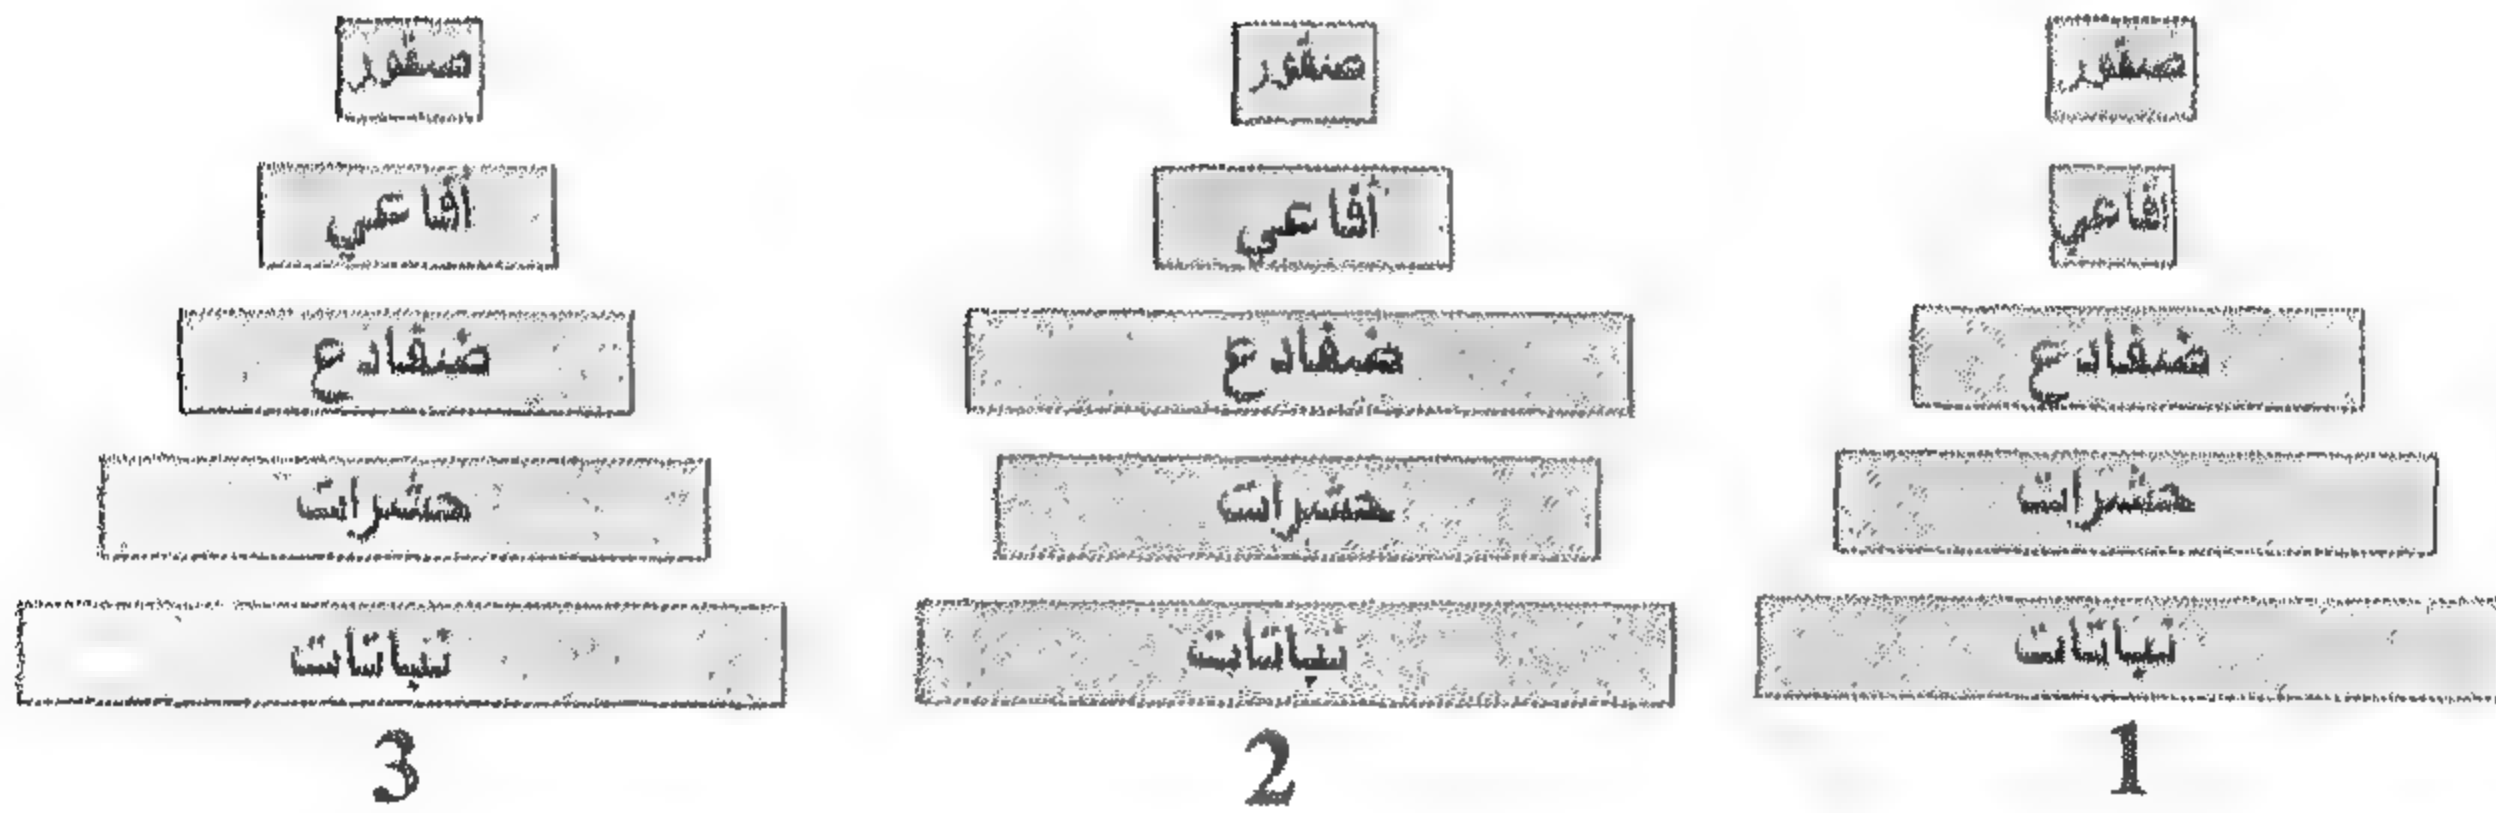 صقور
أفاعي
ضفادع
حشرات
نباتات
1
صقور
أفاعي
ضفادع
حشرات
نباتات
2
صقور
أفاعي
ضفادع
حشرات
نباتات
3